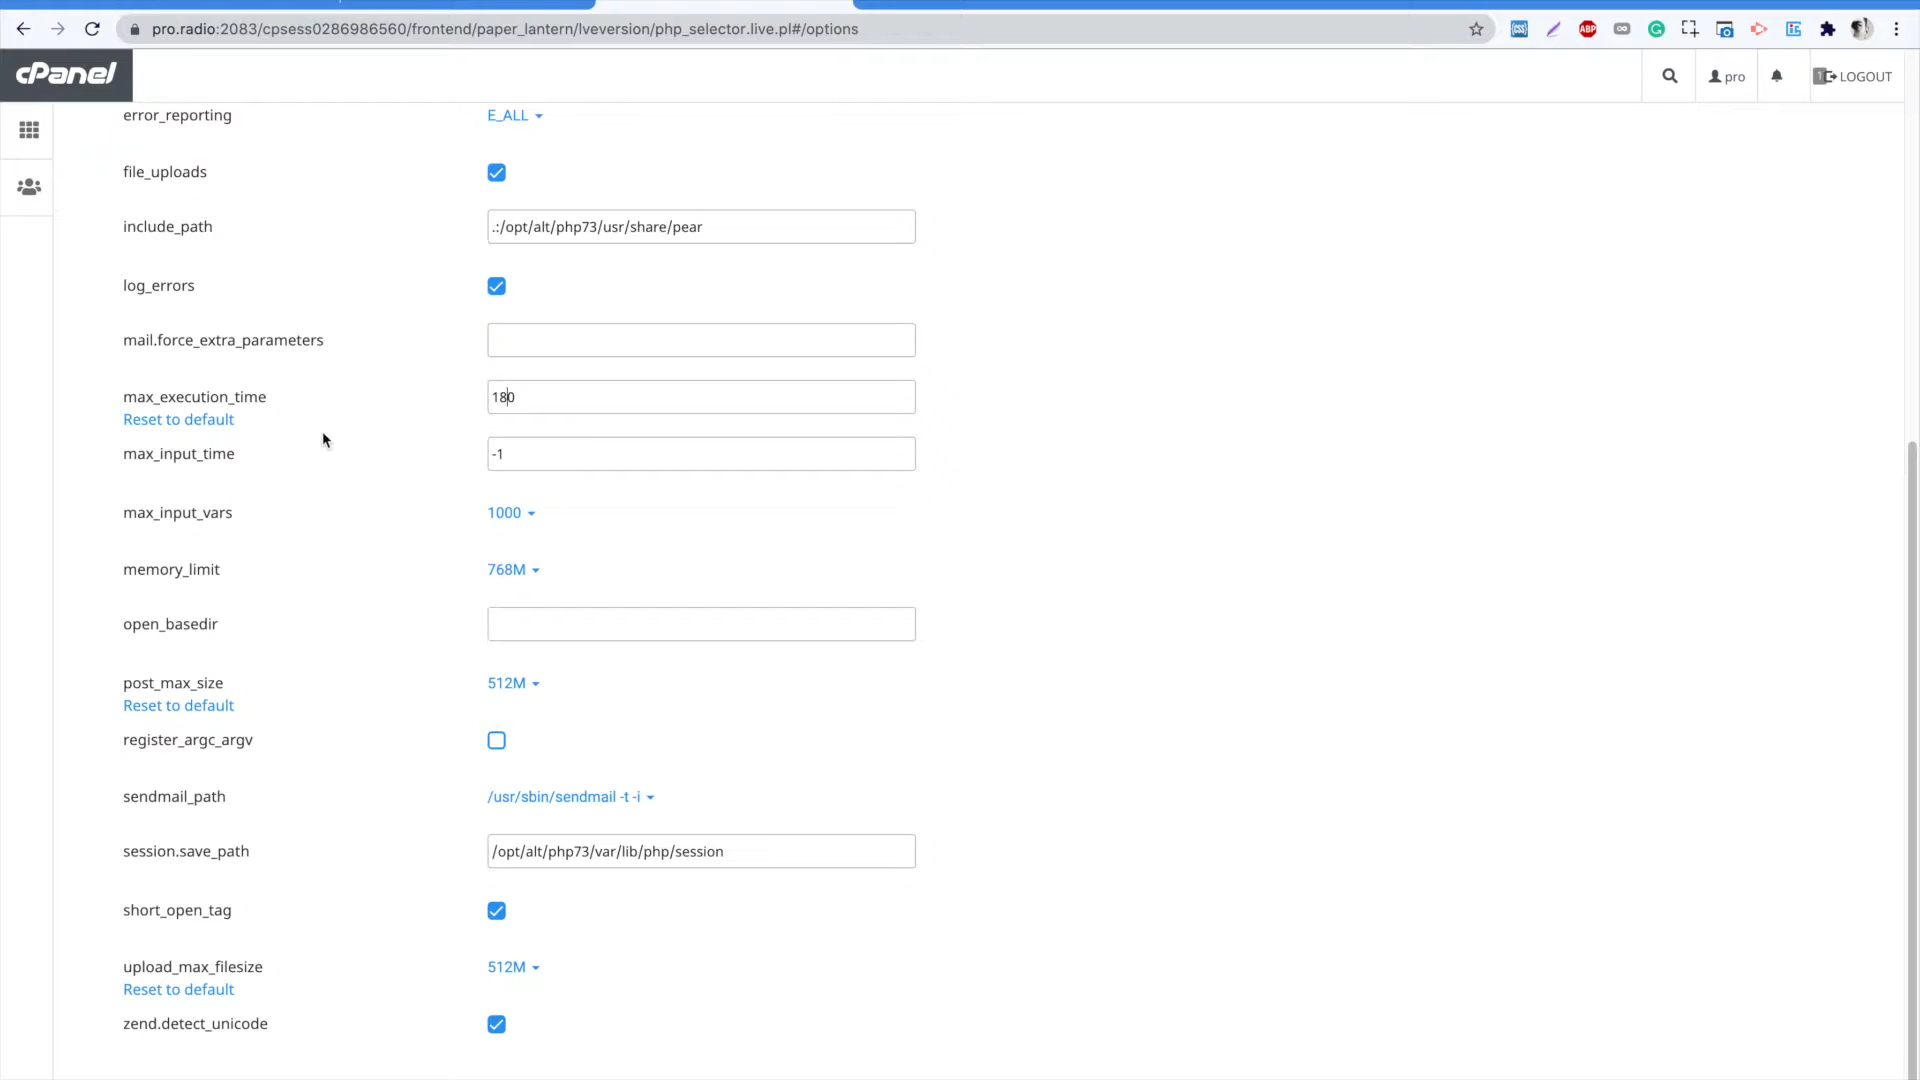 pro.radio:2083/cpsess0286986560/frontend/paper_lantern/lveversion/php_selector.live.pl#/options
ABP
cPanel
pro
LOGOUT
error_reporting E_ALL
file_uploads
include_path .:/opt/alt/php73/usr/share/pear
log_errors
mail.force_extra_parameters
max_execution_time 180
Reset to default
max_input_time -1
max_input_vars 1000
memory_limit 768M
open_basedir
post_max_size 512M
Reset to default
register_argc_argv
sendmail_path /usr/sbin/sendmail -t -i
session.save_path /opt/alt/php73/var/lib/php/session
short_open_tag
upload_max_filesize 512M
Reset to default
zend.detect_unicode